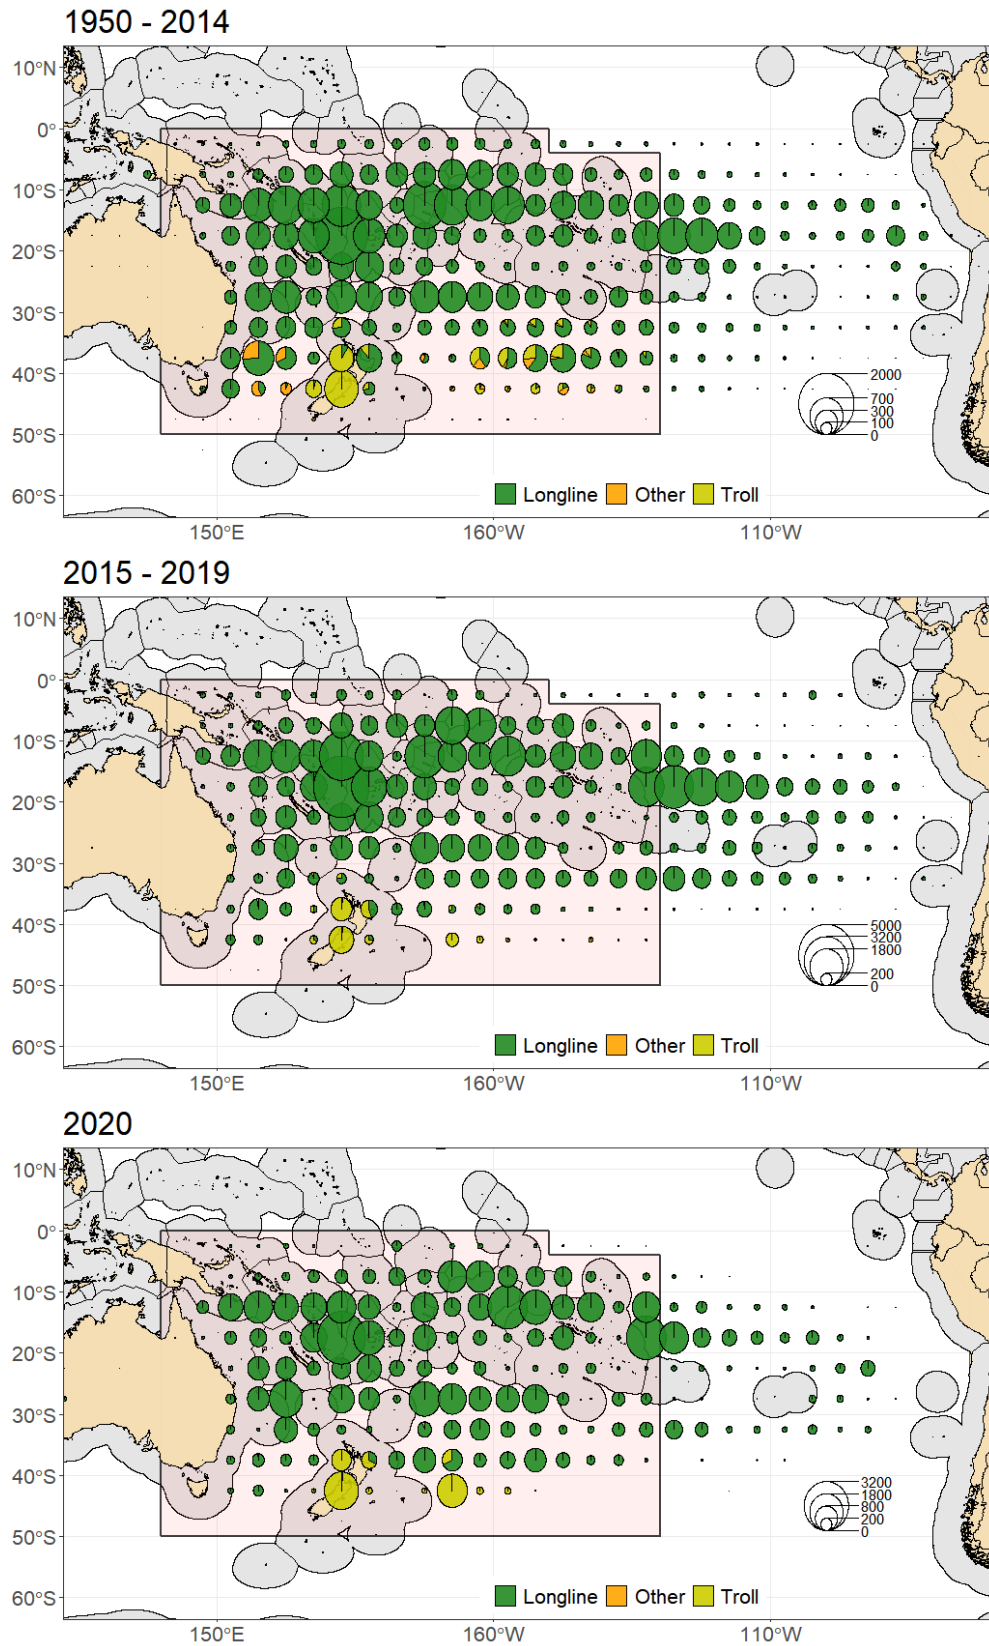 1950 - 2014
10°N
0°
10°S
20°S
30°S
40°S
50°S
60°S
2000
700
300
100
0
Longline Other Troll
150°E 160°W 110°W
2015 - 2019
10°N
0°
10°S
20°S
30°S
40°S
50°S
60°S
5000
3200
1800
200
0
Longline Other Troll
150°E 160°W 110°W
2020
10°N
0°
10°S
20°S
30°S
40°S
50°S
60°S
3200
1800
800
200
0
Longline Other Troll
150°E 160°W 110°W